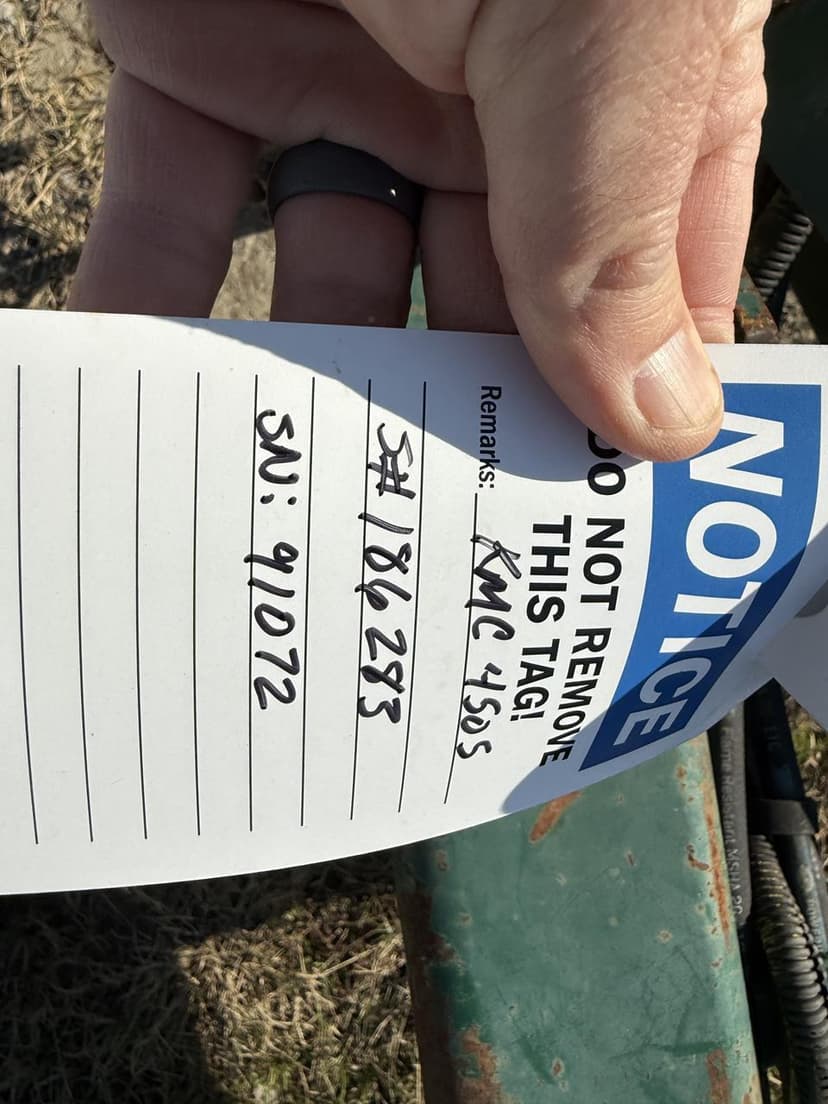 NOTICE
DO NOT REMOVE
THIS TAG!
Remarks: KMC 4505
S# 186283
SN: 91072